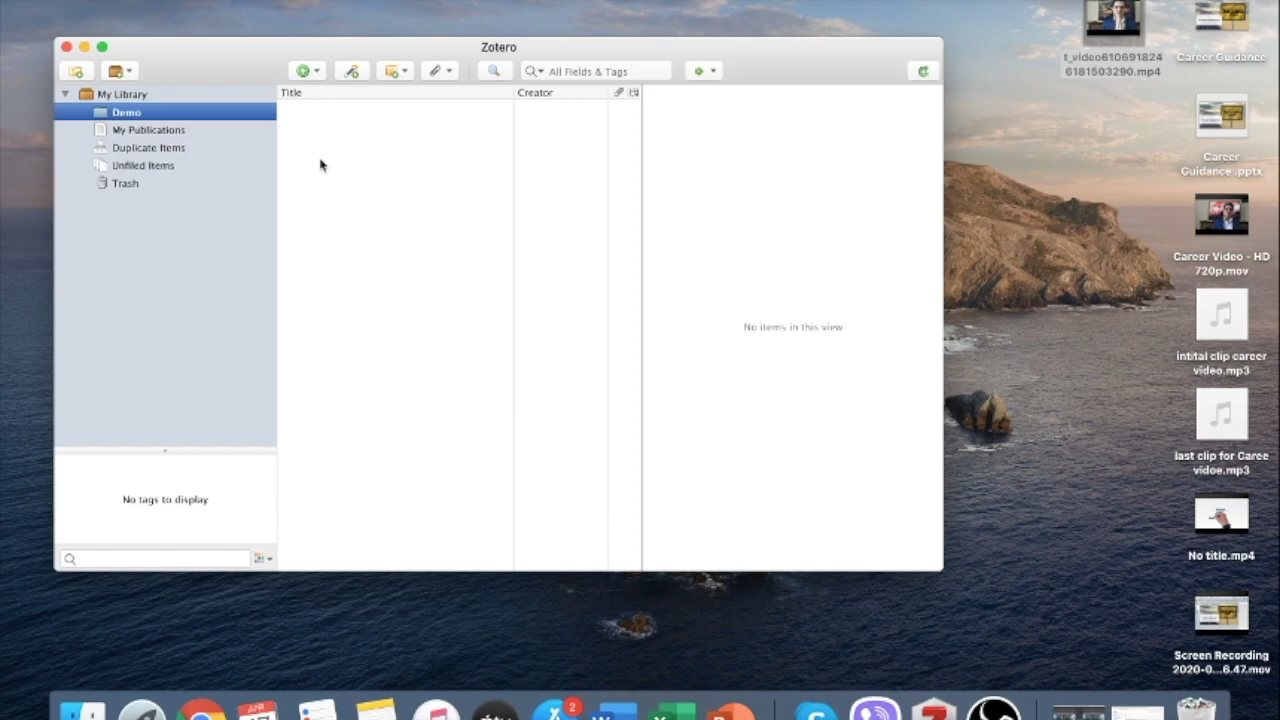 Zotero
All Fields & Tags
My Library
Demo
My Publications
Duplicate Items
Unfiled Items
Trash
Title
Creator
No items in this view
No tags to display
t_video610691824
6181503290.mp4
Career Guidance
Career
Guidance .pptx
Career Video - HD
720p.mov
intital clip career
video.mp3
last clip for Caree
vidoe.mp3
No title.mp4
Screen Recording
2020-0...6.47.mov
APR
17
2